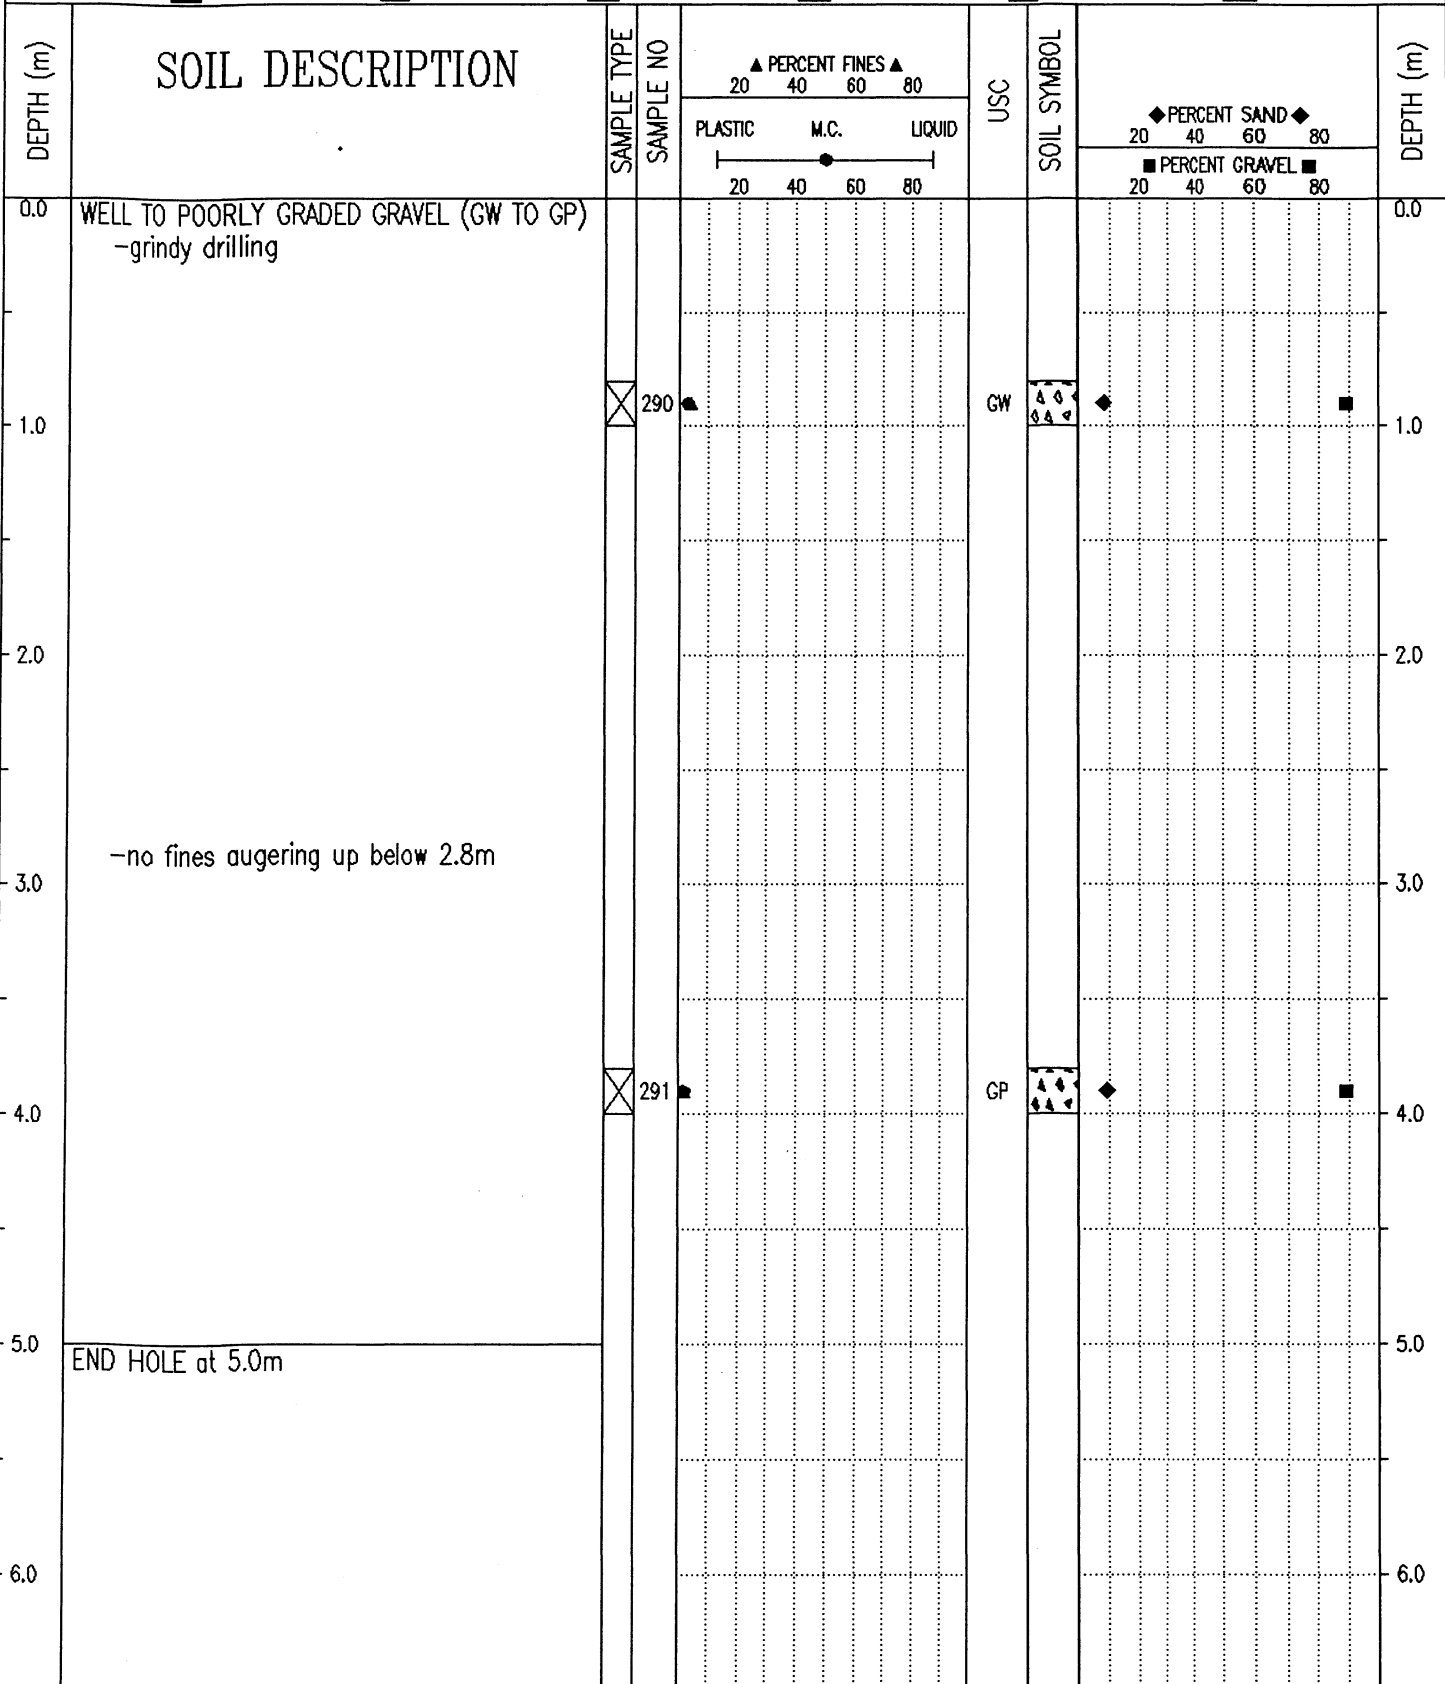 DEPTH (m)
SOIL DESCRIPTION
SAMPLE TYPE
SAMPLE NO
▲ PERCENT FINES ▲
20 40 60 80
PLASTIC M.C. LIQUID
20 40 60 80
USC
SOIL SYMBOL
◆PERCENT SAND◆
20 40 60 80
■PERCENT GRAVEL■
20 40 60 80
DEPTH (m)
0.0 WELL TO POORLY GRADED GRAVEL (GW TO GP) 0.0
-grindy drilling
290 GW
1.0 1.0
2.0 2.0
-no fines augering up below 2.8m
3.0 3.0
291 GP
4.0 4.0
5.0 5.0
END HOLE at 5.0m
6.0 6.0